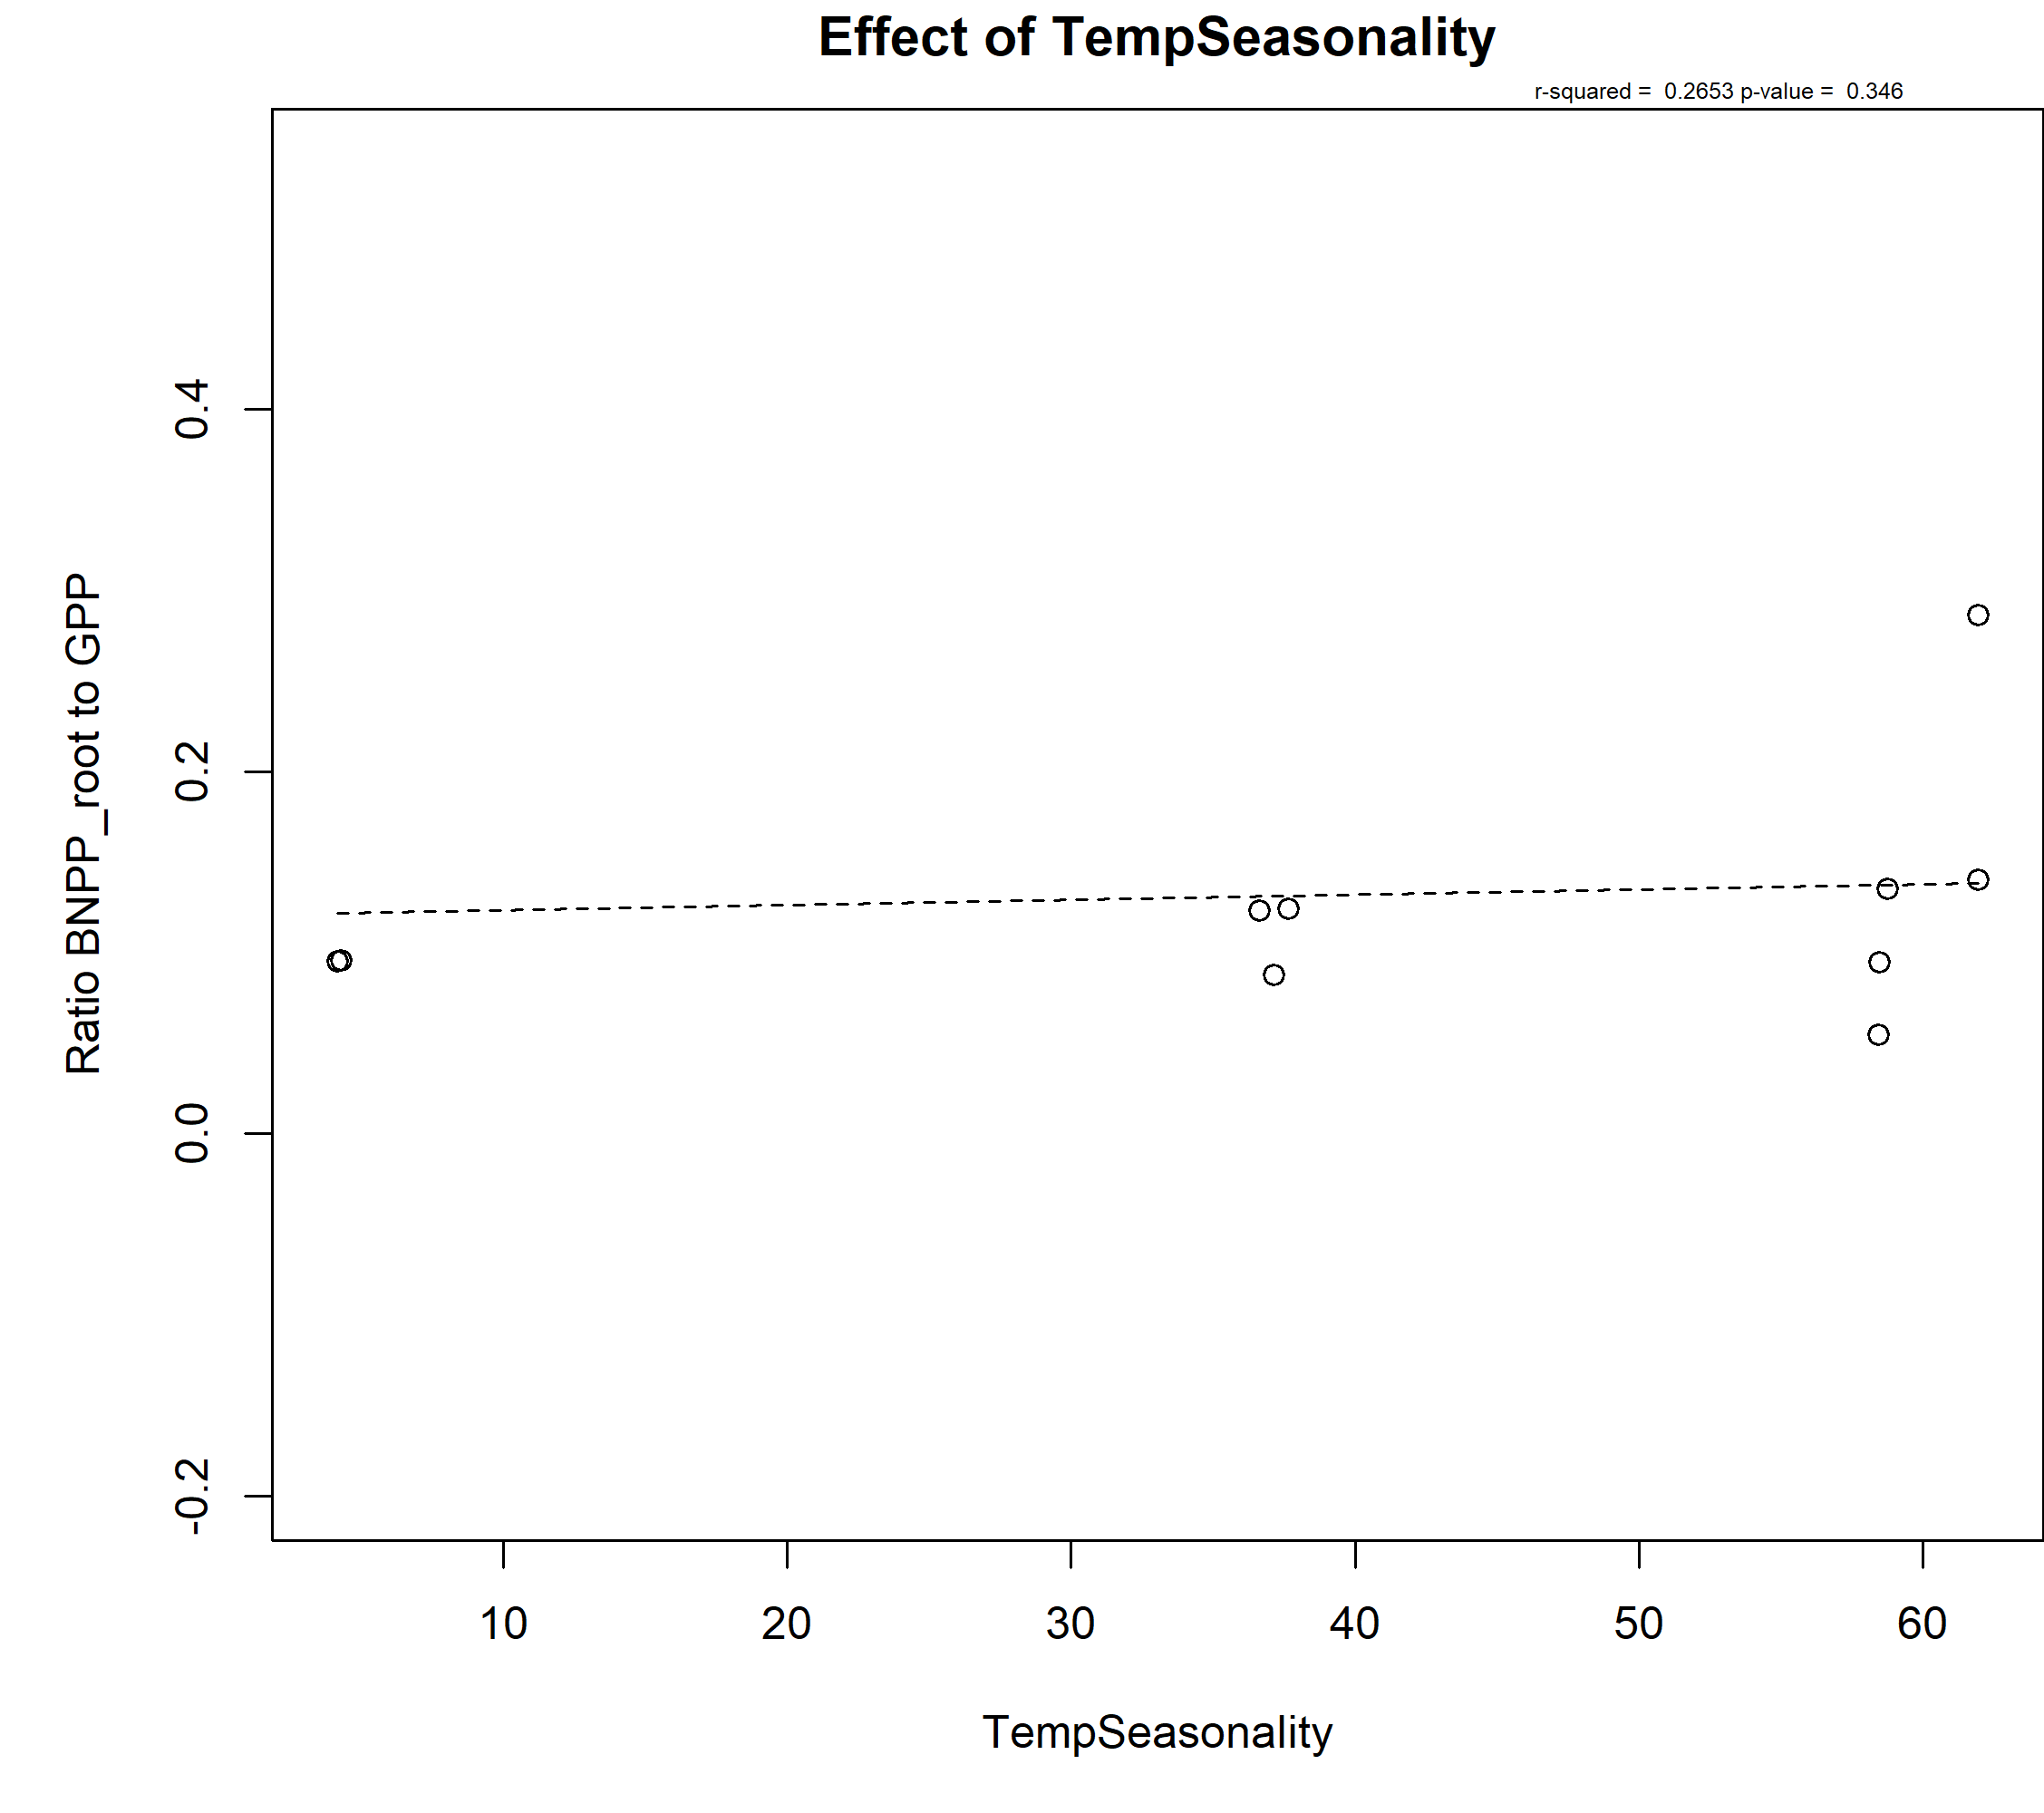 Effect of TempSeasonality
r-squared =  0.2653 p-value =  0.346
Ratio BNPP_root to GPP
0.4
0.2
0.0
-0.2
10 20 30 40 50 60
TempSeasonality